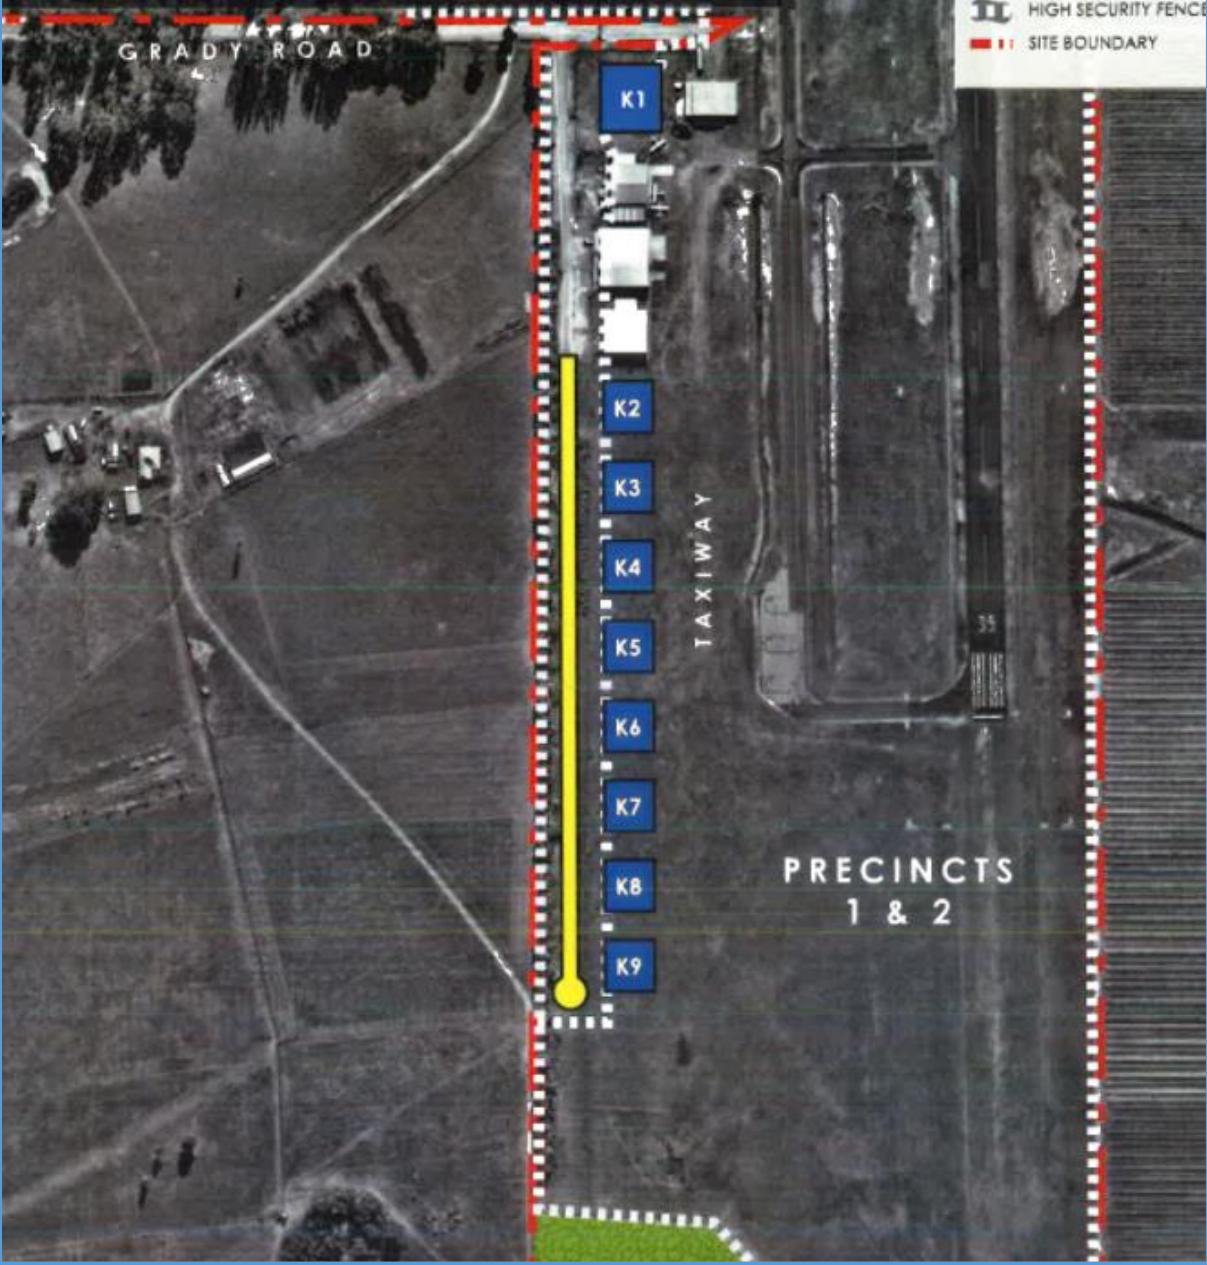 HIGH SECURITY FENCE
SITE BOUNDARY
GRADY ROAD
K1
K2
K3
K4
K5
K6
K7
K8
K9
TAXIWAY
35
PRECINCTS
1 & 2